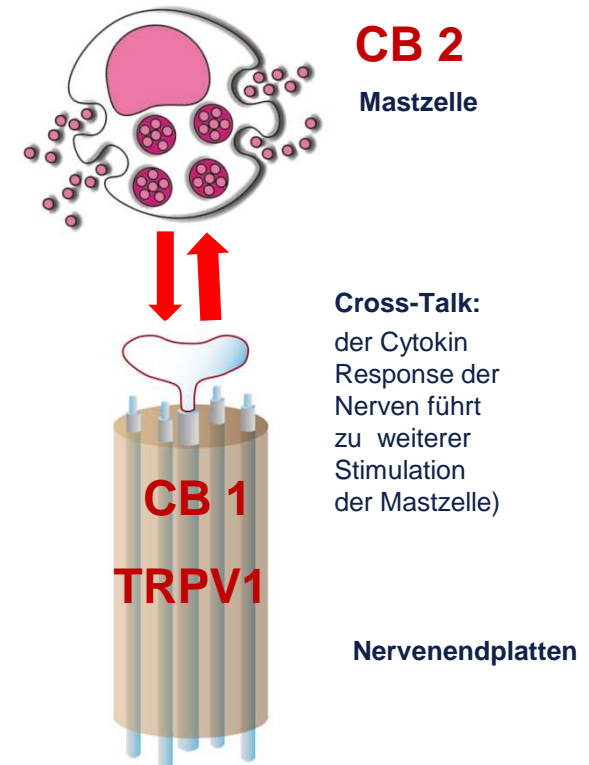 CB 2
Mastzelle
Cross-Talk:
der Cytokin
Response der
Nerven führt
zu weiterer
Stimulation
der Mastzelle)
CB 1
TRPV1
Nervenendplatten